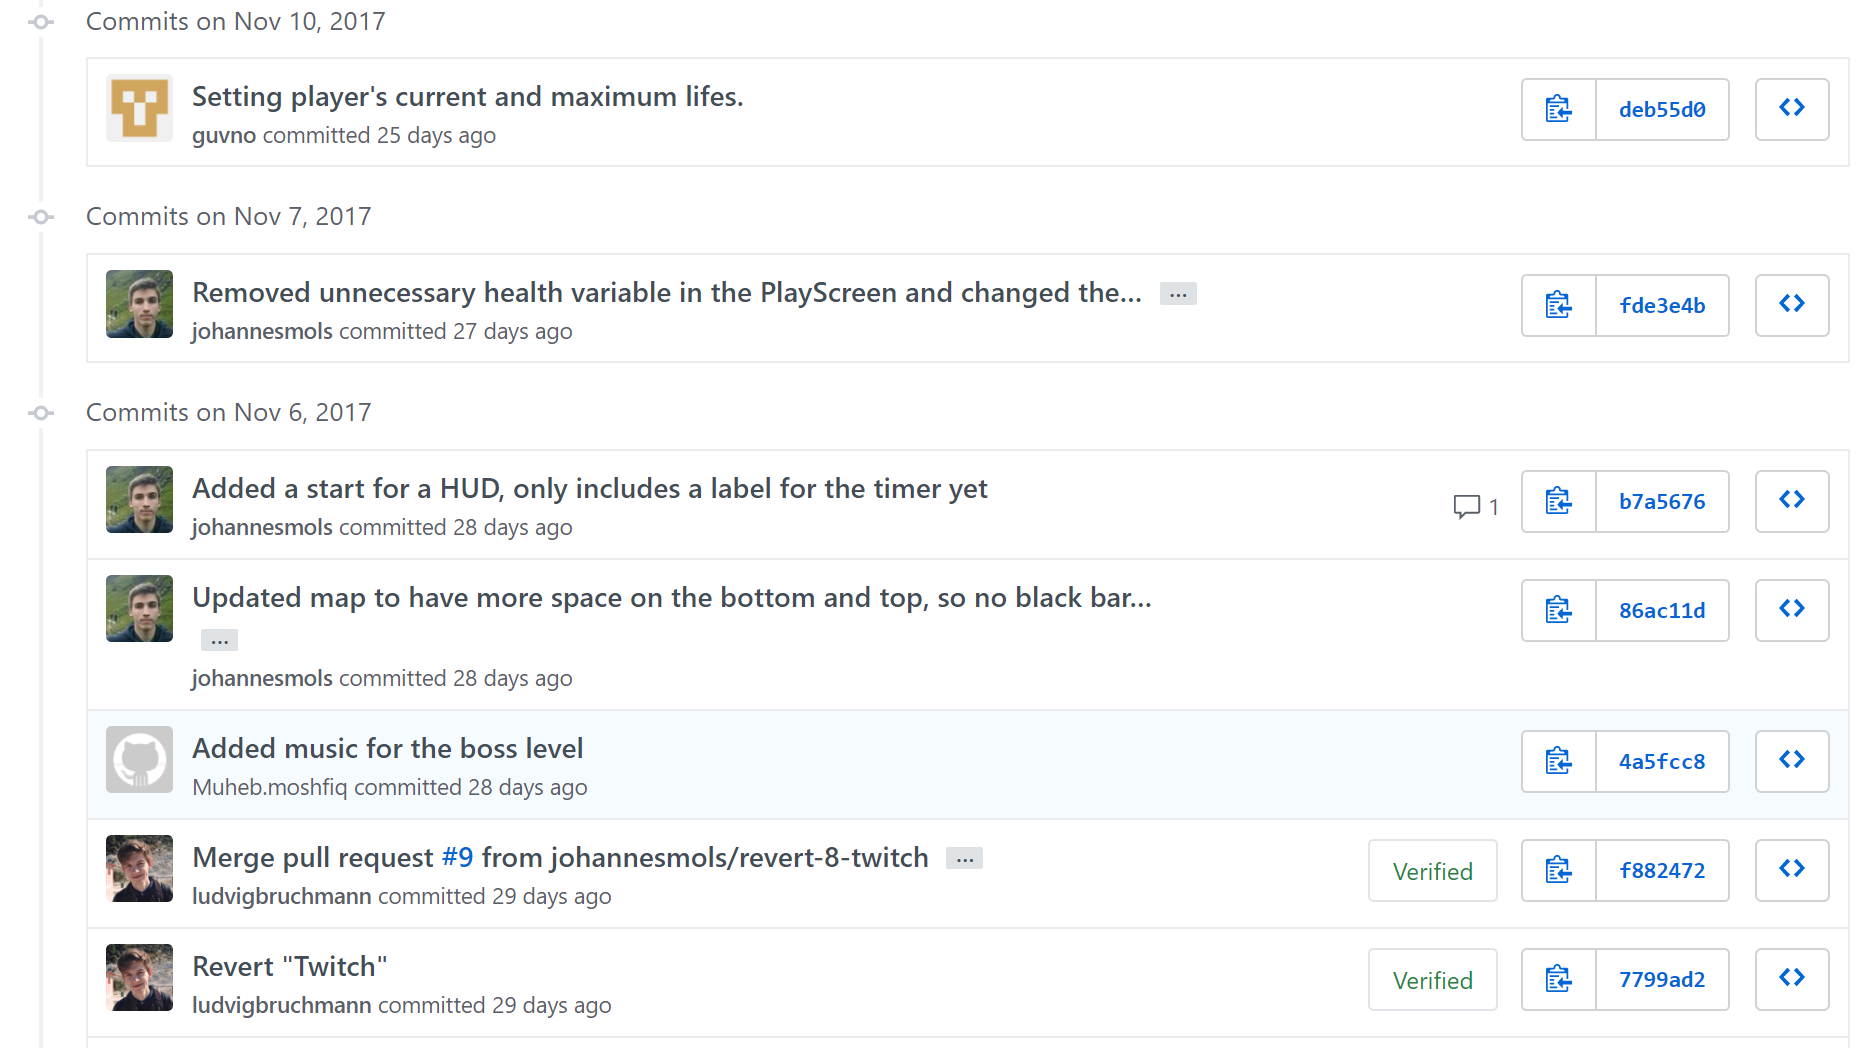 Commits on Nov 10, 2017
Setting player's current and maximum lifes.
guvno committed 25 days ago
deb55d0
Commits on Nov 7, 2017
Removed unnecessary health variable in the PlayScreen and changed the… …
johannesmols committed 27 days ago
fde3e4b
Commits on Nov 6, 2017
Added a start for a HUD, only includes a label for the timer yet
johannesmols committed 28 days ago
1
b7a5676
Updated map to have more space on the bottom and top, so no black bar…
…
johannesmols committed 28 days ago
86ac11d
Added music for the boss level
Muheb.moshfiq committed 28 days ago
4a5fcc8
Merge pull request #9 from johannesmols/revert-8-twitch …
ludvigbruchmann committed 29 days ago
Verified
f882472
Revert "Twitch"
ludvigbruchmann committed 29 days ago
Verified
7799ad2